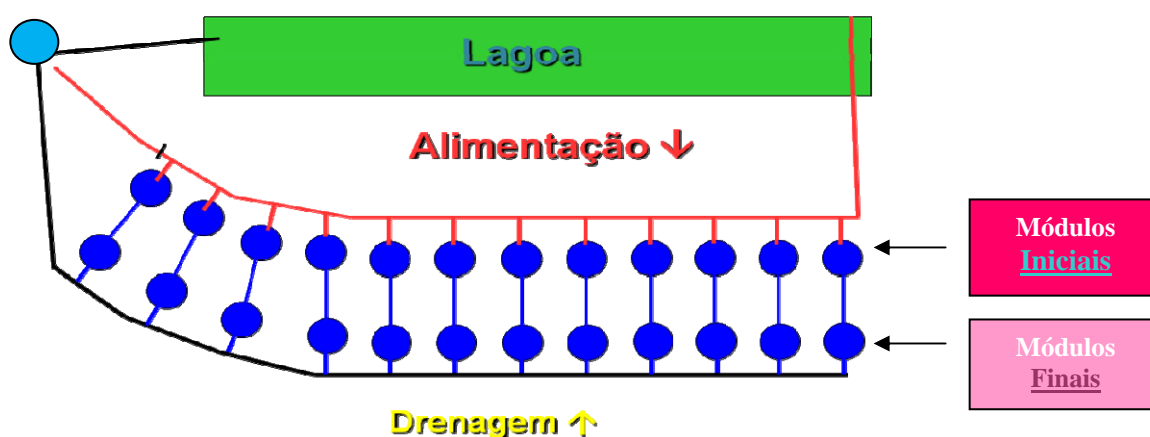 Lagoa
Alimentação ↓
Módulos
Iniciais
Módulos
Finais
Drenagem ↑